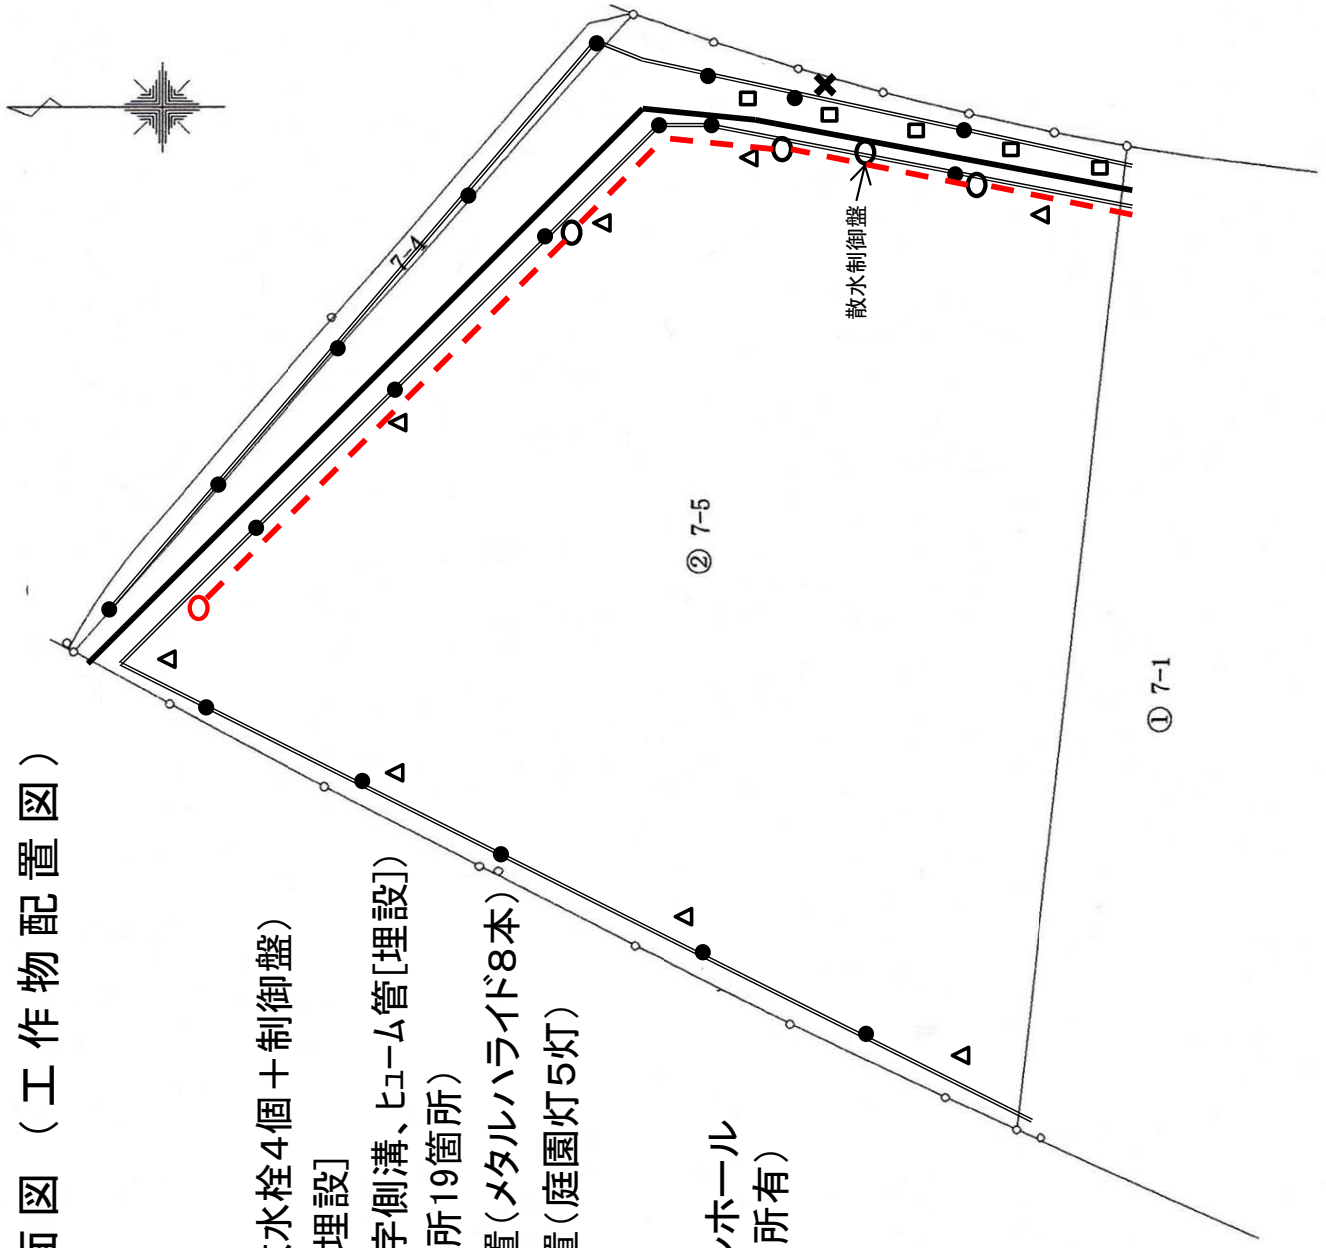 面図（工作物配置図）
水栓4個＋制御盤）
埋設]
字側溝、ヒューム管[埋設])
所19箇所)
置(メタルハライド8本)
置(庭園灯5灯)
ンホール
所有)
7-4
散水制御盤
② 7-5
① 7-1